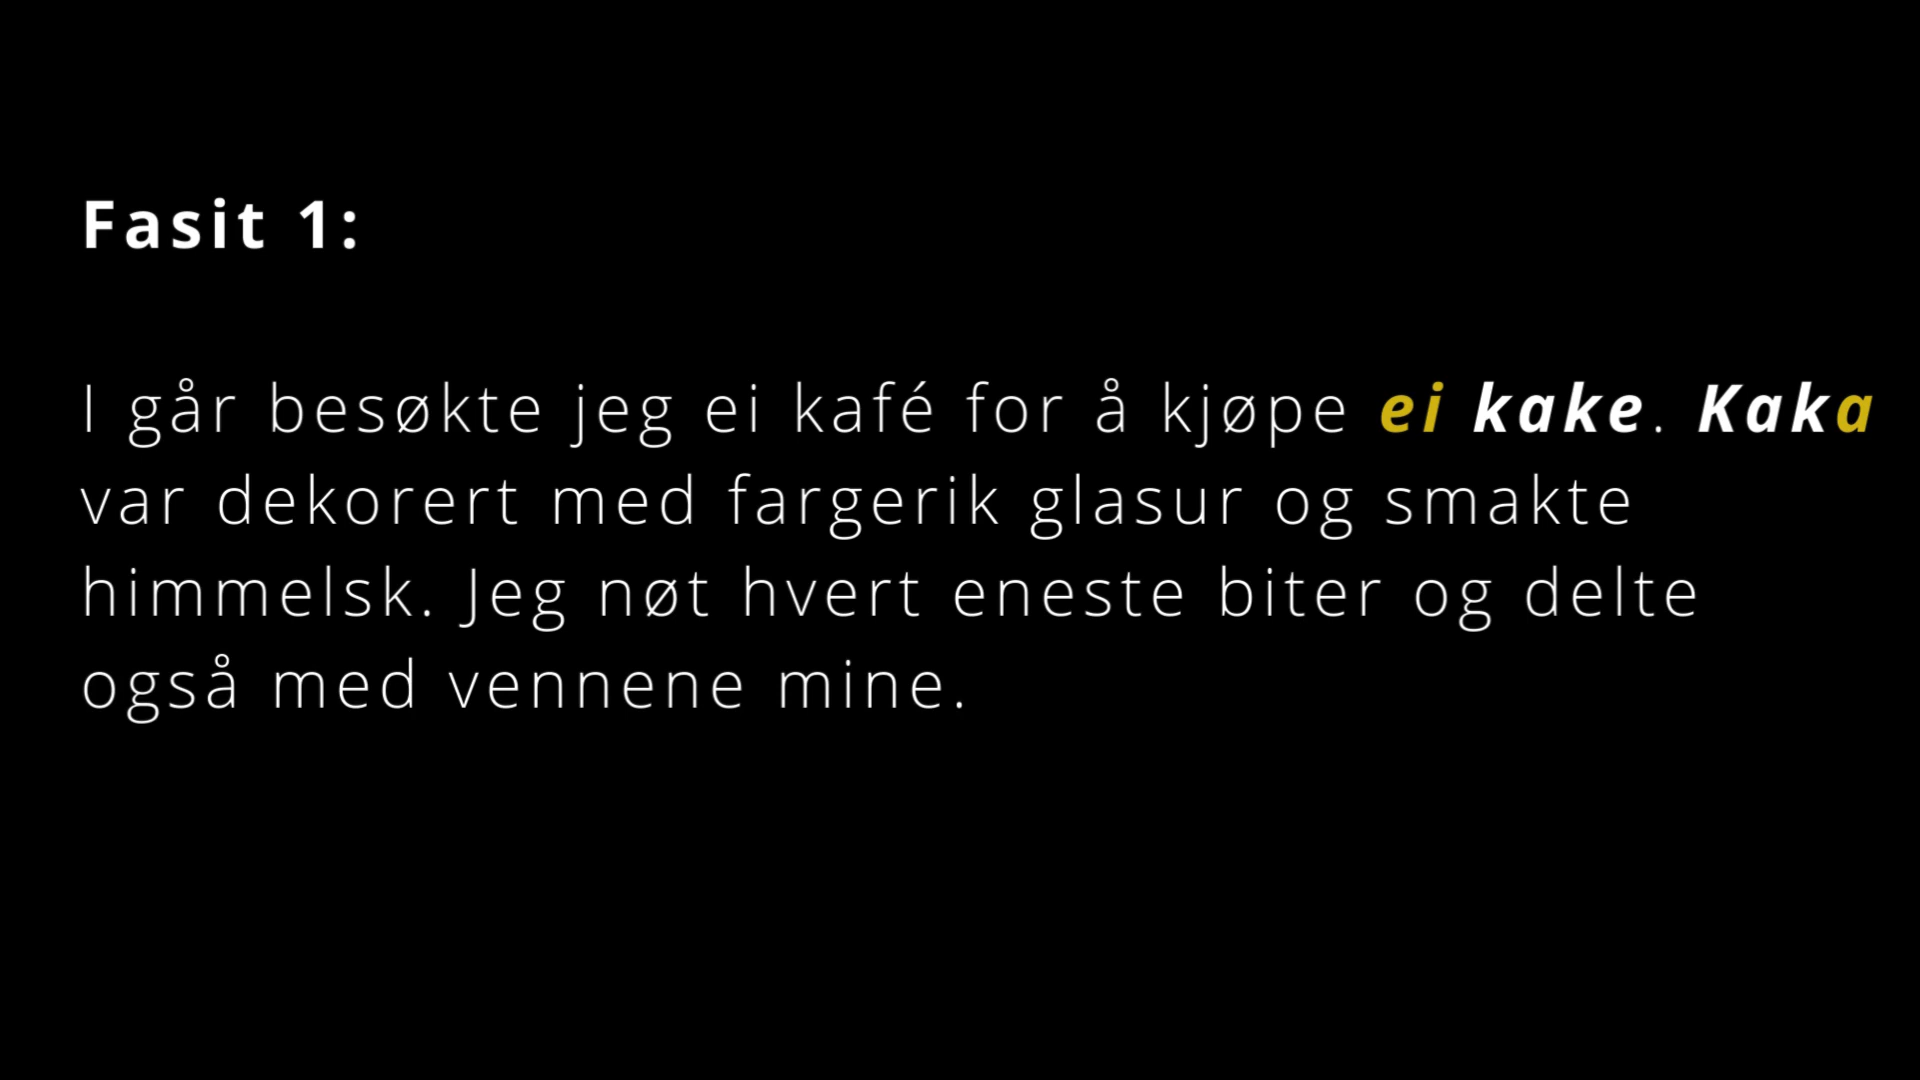 Fasit 1:
I går besøkte jeg ei kafé for å kjøpe ei kake. Kaka
var dekorert med fargerik glasur og smakte
himmelsk. Jeg nøt hvert eneste biter og delte
også med vennene mine.